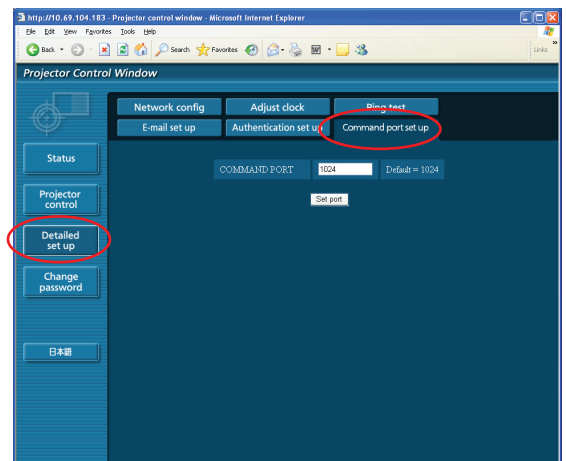 http://10.69.104.183 - Projector control window - Microsoft Internet Explorer
File Edit View Favorites Tools Help
Back Search Favorites Links
Projector Control Window
Network config Adjust clock Ping test
E-mail set up Authentication set up Command port set up
Status
COMMAND PORT 1024 Default = 1024
Projector
control
Set port
Detailed
set up
Change
password
日本語